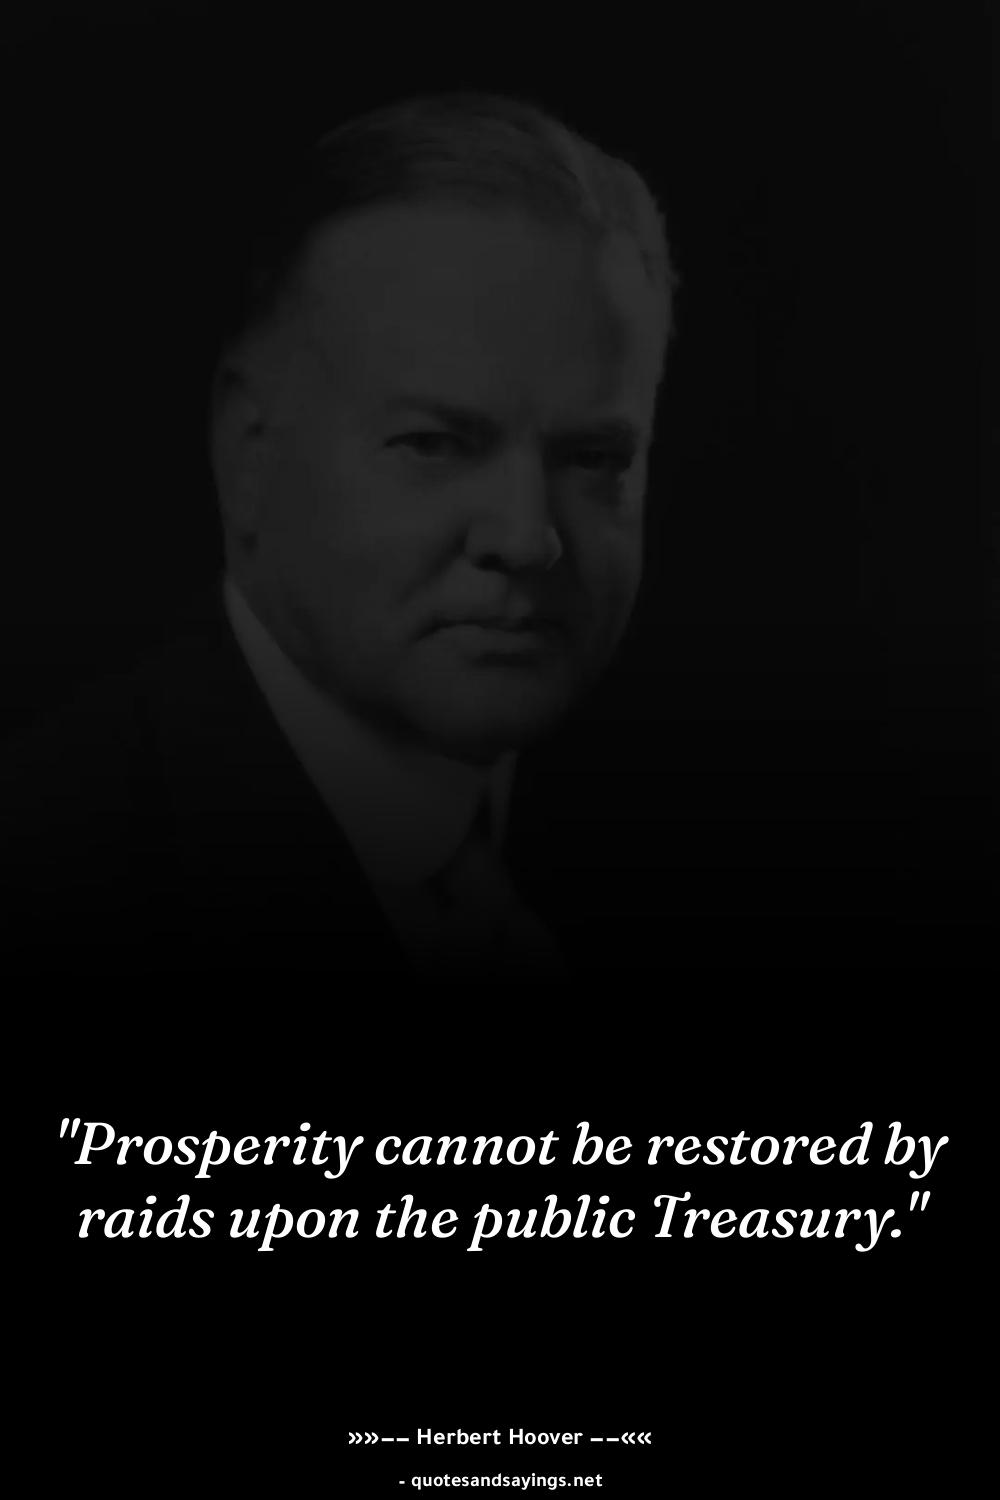 "Prosperity cannot be restored by
raids upon the public Treasury."
»»–– Herbert Hoover ––««
- quotesandsayings.net